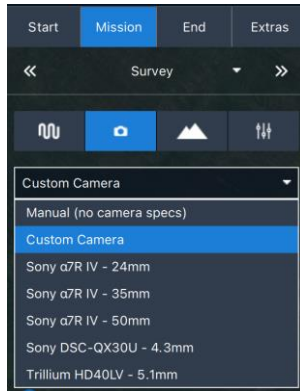 Start Mission End Extras
« Survey »
Custom Camera
Manual (no camera specs)
Custom Camera
Sony α7R IV - 24mm
Sony α7R IV - 35mm
Sony α7R IV - 50mm
Sony DSC-QX30U - 4.3mm
Trillium HD40LV - 5.1mm